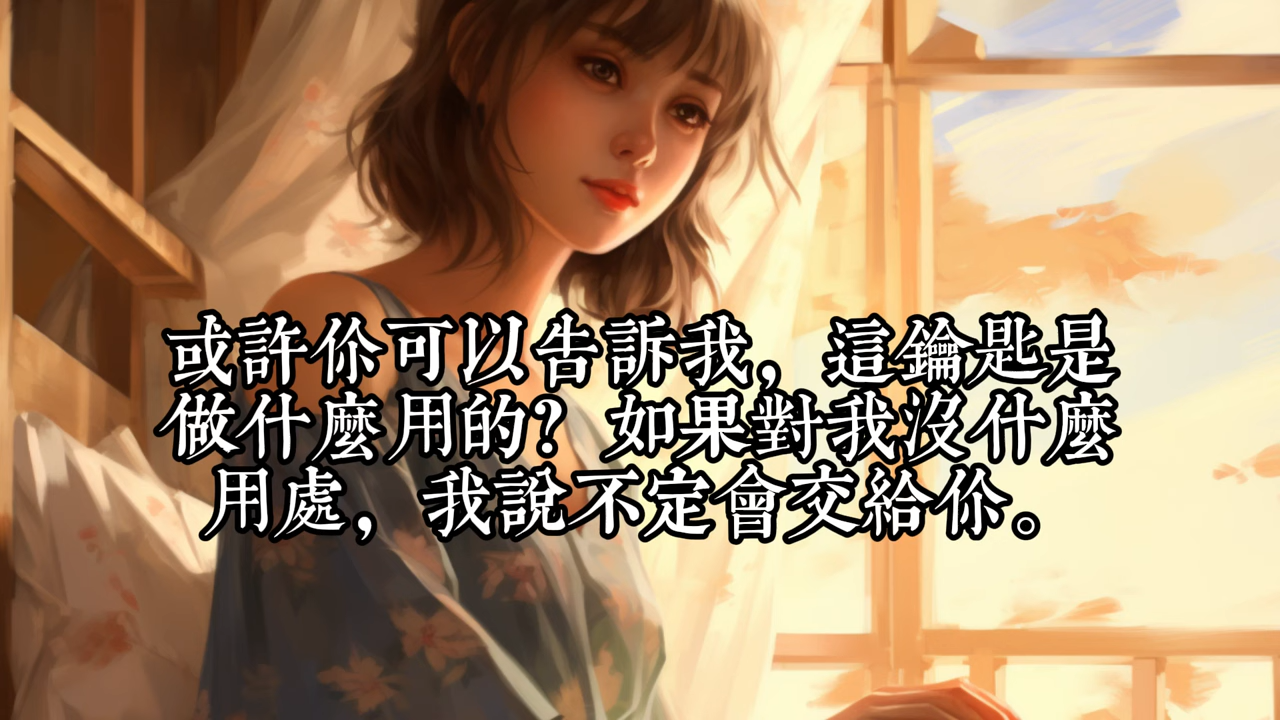 或許你可以告訴我，這鑰匙是
做什麼用的？如果對我沒什麼
用處，我說不定會交給你。